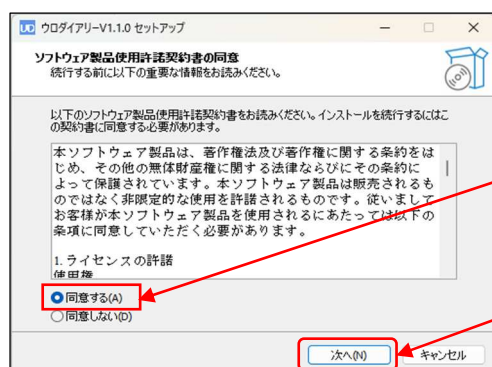 UD ウロダイアリーV1.1.0 セットアップ
ソフトウェア製品使用許諾契約書の同意
続行する前に以下の重要な情報をお読みください。
以下のソフトウェア製品使用許諾契約書をお読みください。インストールを続行するにはこ
の契約書に同意する必要があります。
本ソフトウェア製品は、著作権法及び著作権に関する条約をは
じめ、その他の無体財産権に関する法律ならびにその条約に
よって保護されています。本ソフトウェア製品は販売されるも
のではなく非限定的な使用を許諾されるものです。従いまして
お客様が本ソフトウェア製品を使用されるにあたっては以下の
条項に同意していただく必要があります。
1. ライセンスの許諾
使用権
同意する(A)
同意しない(D)
次へ(N)
キャンセル